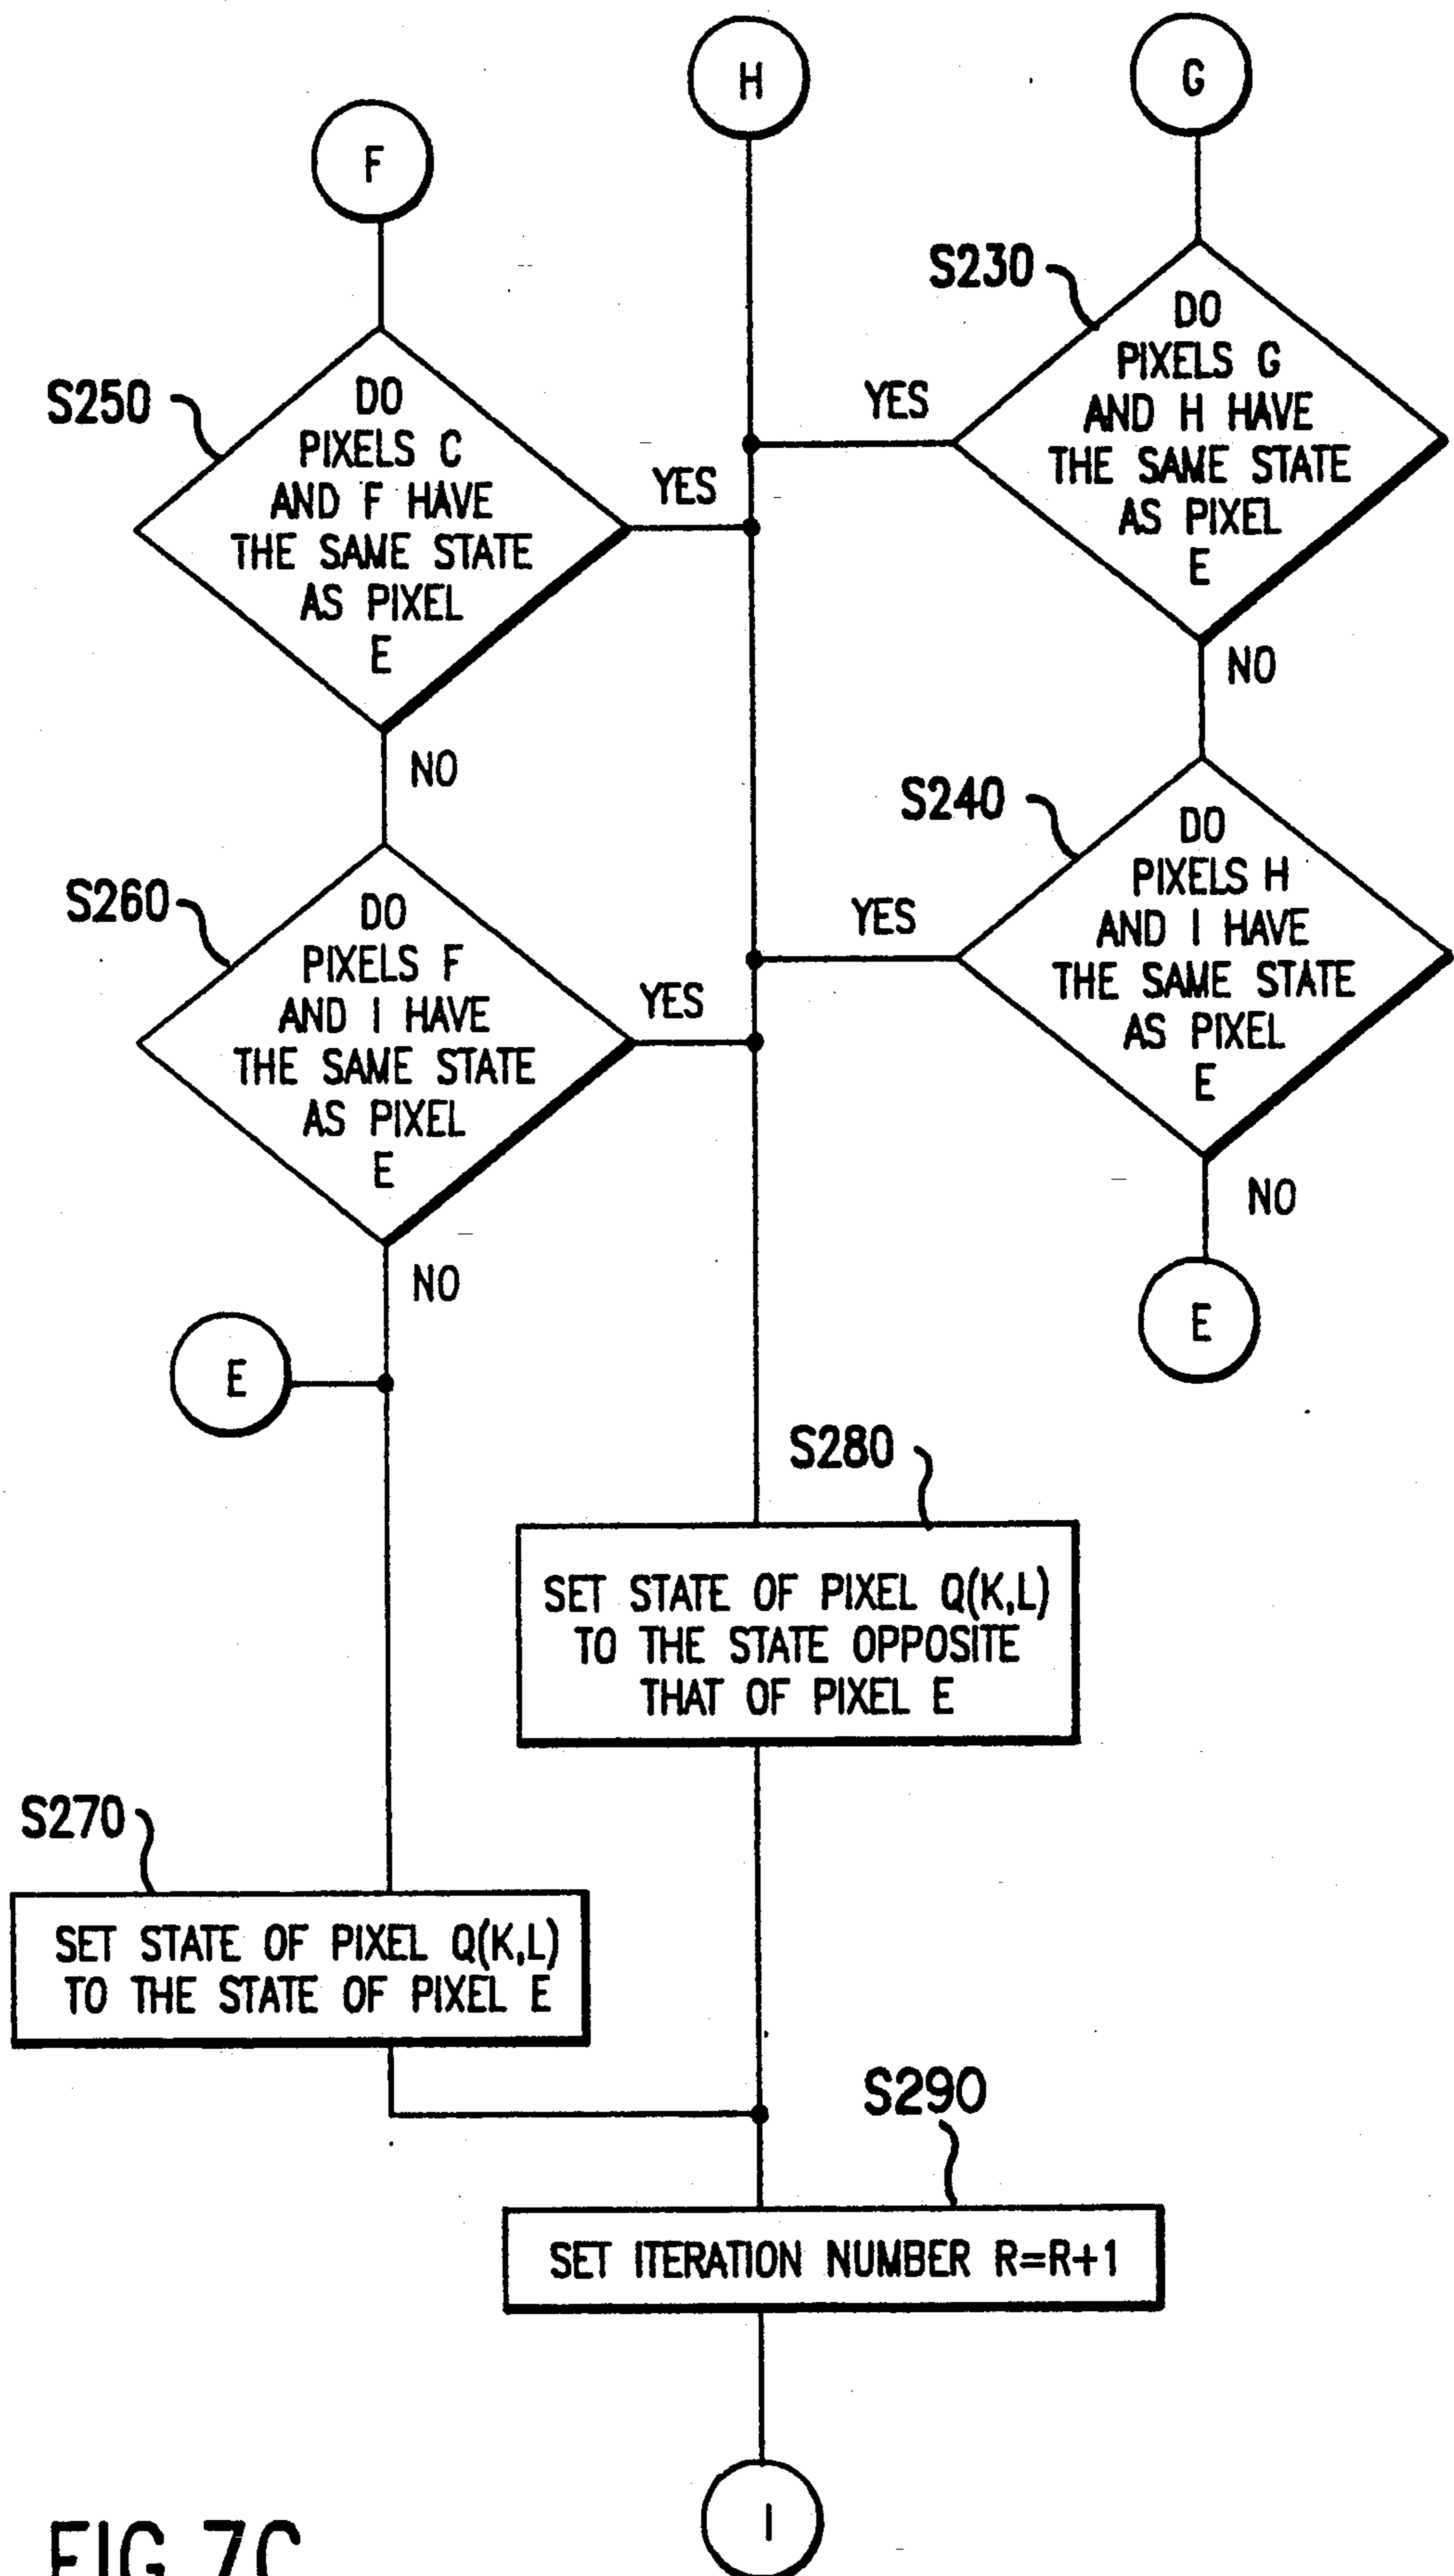 H
G
F
S230
DO
PIXELS G
AND H HAVE
THE SAME STATE
AS PIXEL
E
YES
NO
S250
DO
PIXELS C
AND F HAVE
THE SAME STATE
AS PIXEL
E
YES
NO
S240
DO
PIXELS H
AND I HAVE
THE SAME STATE
AS PIXEL
E
YES
NO
S260
DO
PIXELS F
AND I HAVE
THE SAME STATE
AS PIXEL
E
YES
NO
E
E
S280
SET STATE OF PIXEL Q(K,L)
TO THE STATE OPPOSITE
THAT OF PIXEL E
S270
SET STATE OF PIXEL Q(K,L)
TO THE STATE OF PIXEL E
S290
SET ITERATION NUMBER R=R+1
I
FIG. 7C